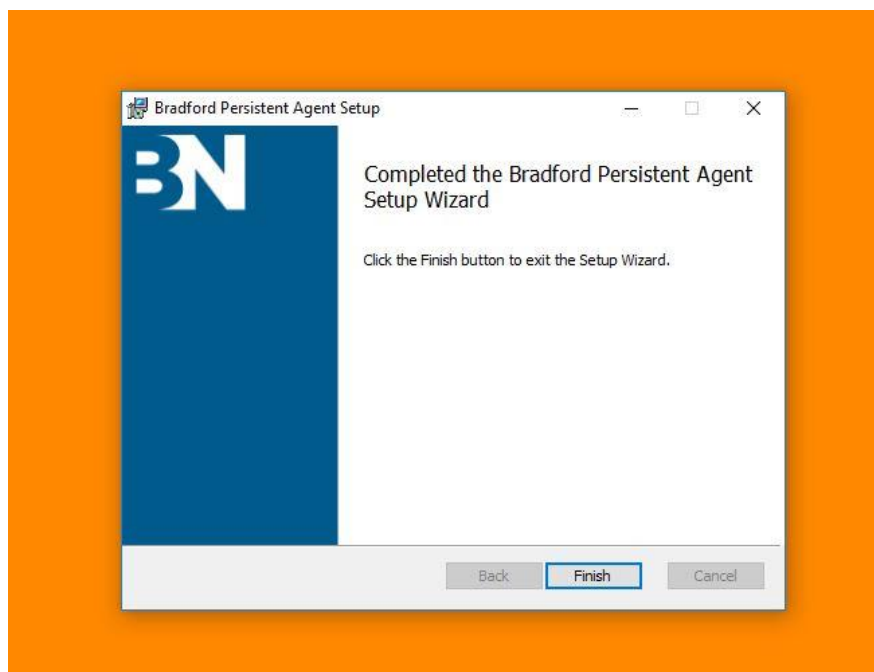 Bradford Persistent Agent Setup
BN
Completed the Bradford Persistent Agent
Setup Wizard
Click the Finish button to exit the Setup Wizard.
Back Finish Cancel